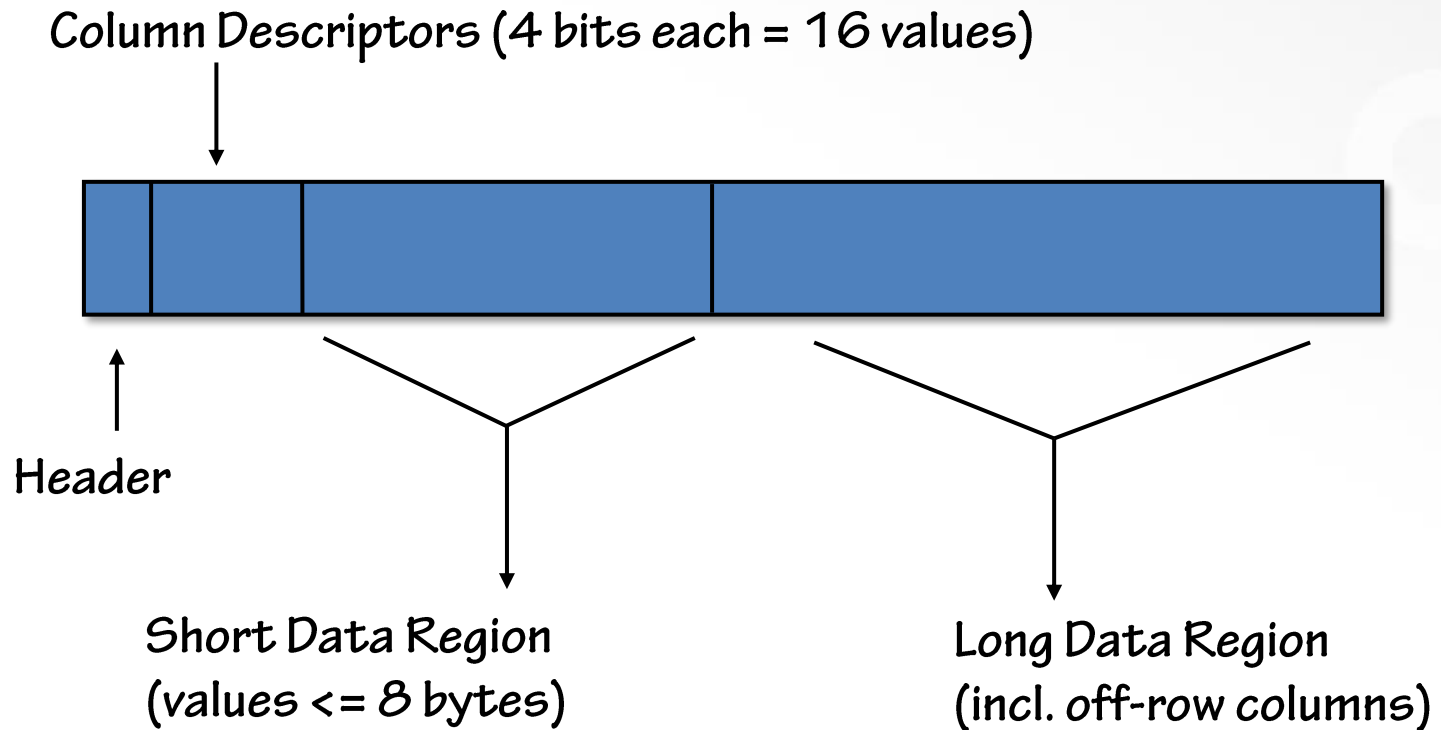 Column Descriptors (4 bits each = 16 values)
Header
Short Data Region
(values <= 8 bytes)
Long Data Region
(incl. off-row columns)